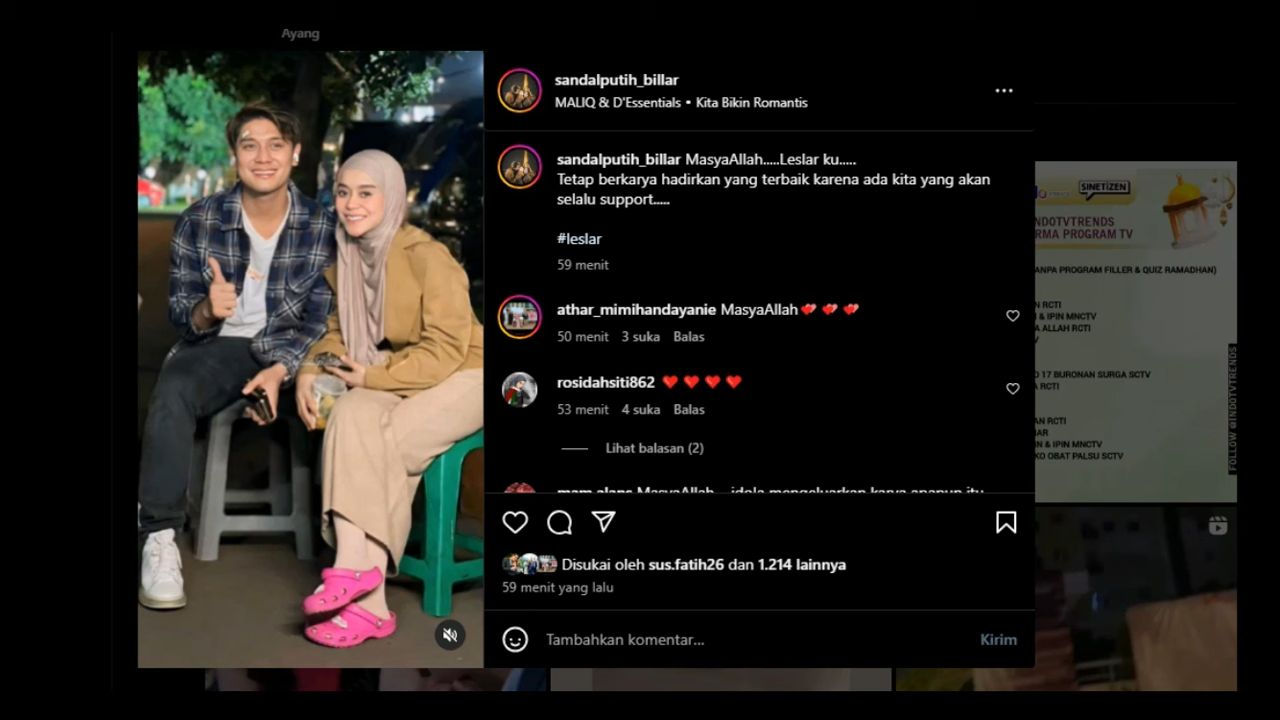 Ayang
sandalputih_billar
MALIQ & D'Essentials • Kita Bikin Romantis
sandalputih_billar MasyaAllah.....Leslar ku.....
Tetap berkarya hadirkan yang terbaik karena ada kita yang akan
selalu support.....
#leslar
59 menit
athar_mimihandayanie MasyaAllah💕 💕 💕
50 menit 3 suka Balas
rosidahsiti862 ❤️ ❤️ ❤️ ❤️
53 menit 4 suka Balas
Lihat balasan (2)
Disukai oleh sus.fatih26 dan 1.214 lainnya
59 menit yang lalu
Tambahkan komentar...
Kirim
SINETIZEN
NDOTVTRENDS
RMA PROGRAM TV
ANPA PROGRAM FILLER & QUIZ RAMADHAN)
N RCTI
I & IPIN MNCTV
A ALLAH RCTI
17 BURONAN SURGA SCTV
A RCTI
AN RCTI
AR
N & IPIN MNCTV
KO OBAT PALSU SCTV
FOLLOW @INDOTVTRENDS